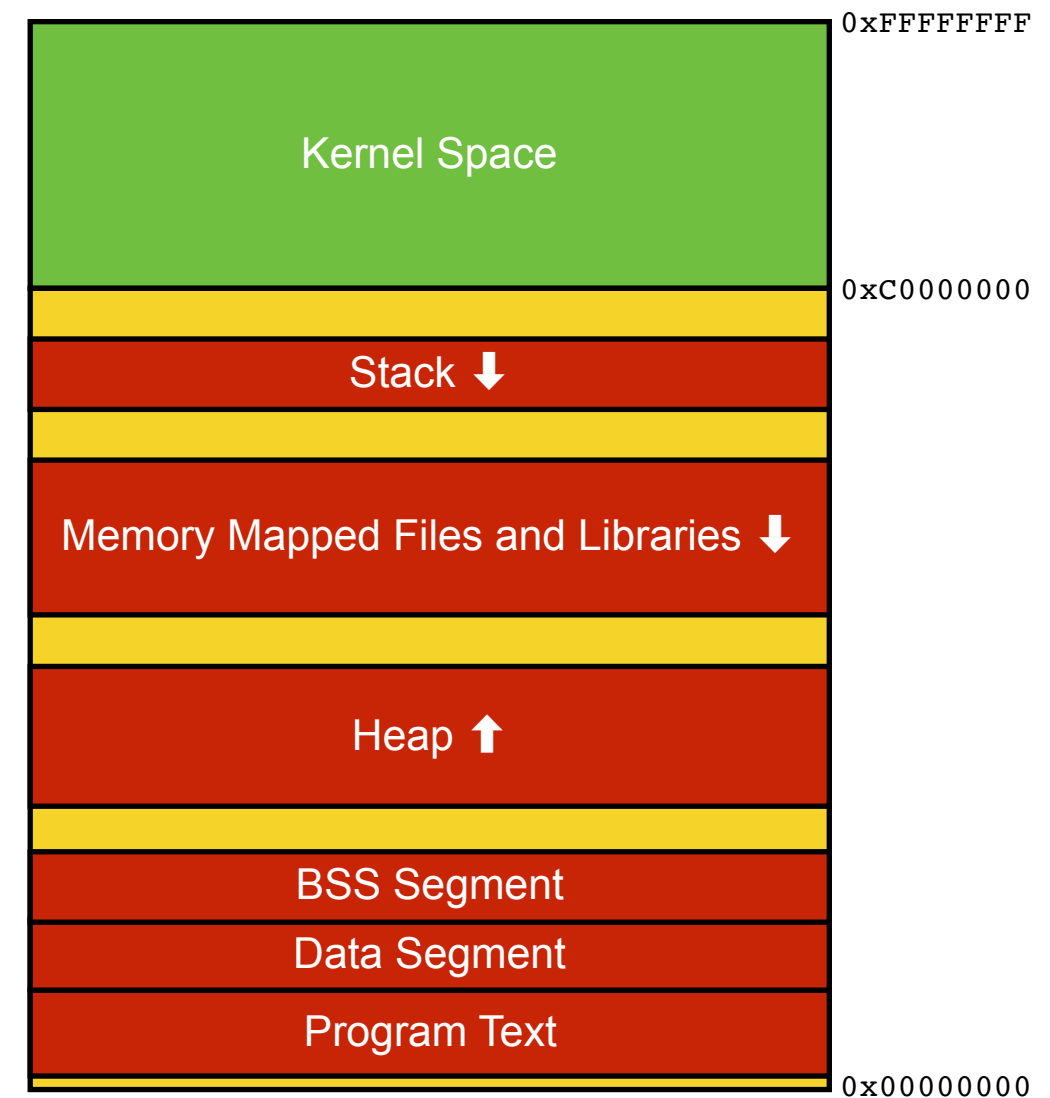 0xFFFFFFFF
Kernel Space
0xC0000000
Stack ⬇
Memory Mapped Files and Libraries ⬇
Heap ⬆
BSS Segment
Data Segment
Program Text
0x00000000